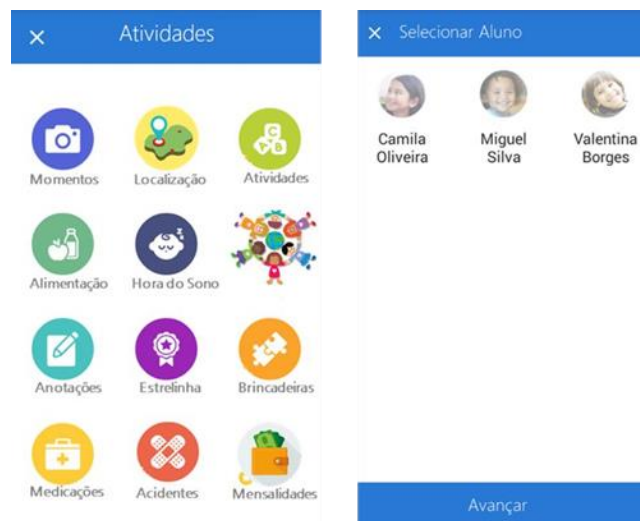 Atividades
Momentos
Localização
Atividades
Alimentação
Hora do Sono
Anotações
Estrelinha
Brincadeiras
Medicações
Acidentes
Mensalidades
Selecionar Aluno
Camila
Oliveira
Miguel
Silva
Valentina
Borges
Avançar